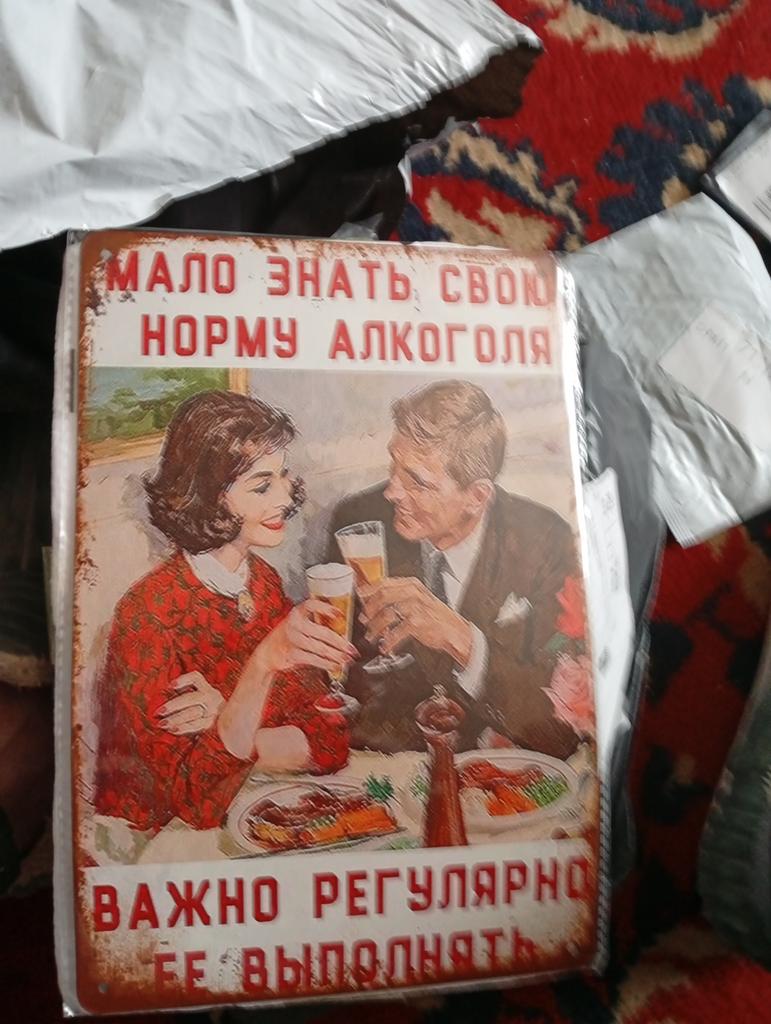 МАЛО ЗНАТЬ СВОЮ
НОРМУ АЛКОГОЛЯ
ВАЖНО РЕГУЛЯРНО
ЕЕ ВЫПОЛНЯТЬ